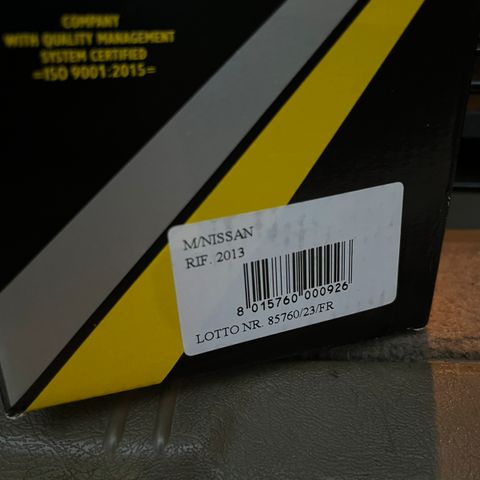 COMPANY
WITH QUALITY MANAGEMENT
SYSTEM CERTIFIED
=ISO 9001:2015=
M/NISSAN
RIF. 2013
8 015760 000926
LOTTO NR. 85760/23/FR